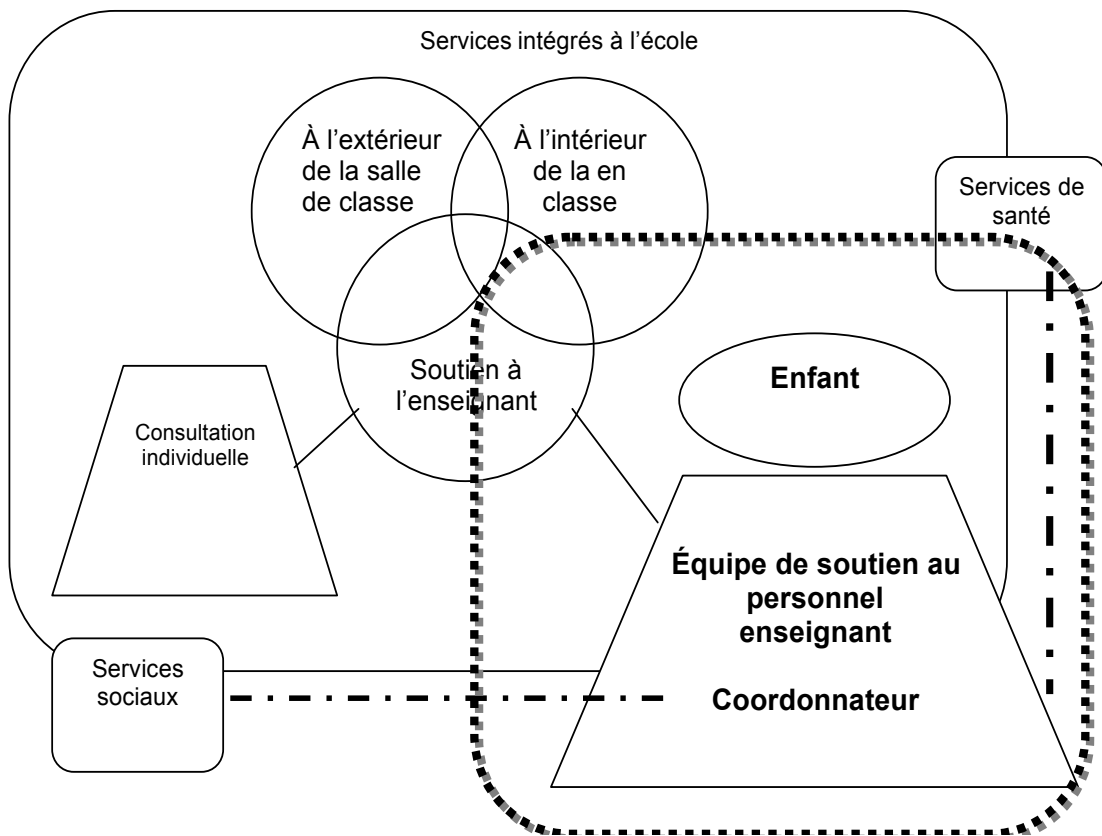 Services intégrés à l’école
À l’extérieur
de la salle
de classe
À l’intérieur
de la en
classe
Services de
santé
Soutien à
l’enseignant
Enfant
Consultation
individuelle
Équipe de soutien au
personnel
enseignant
Services
sociaux
Coordonnateur